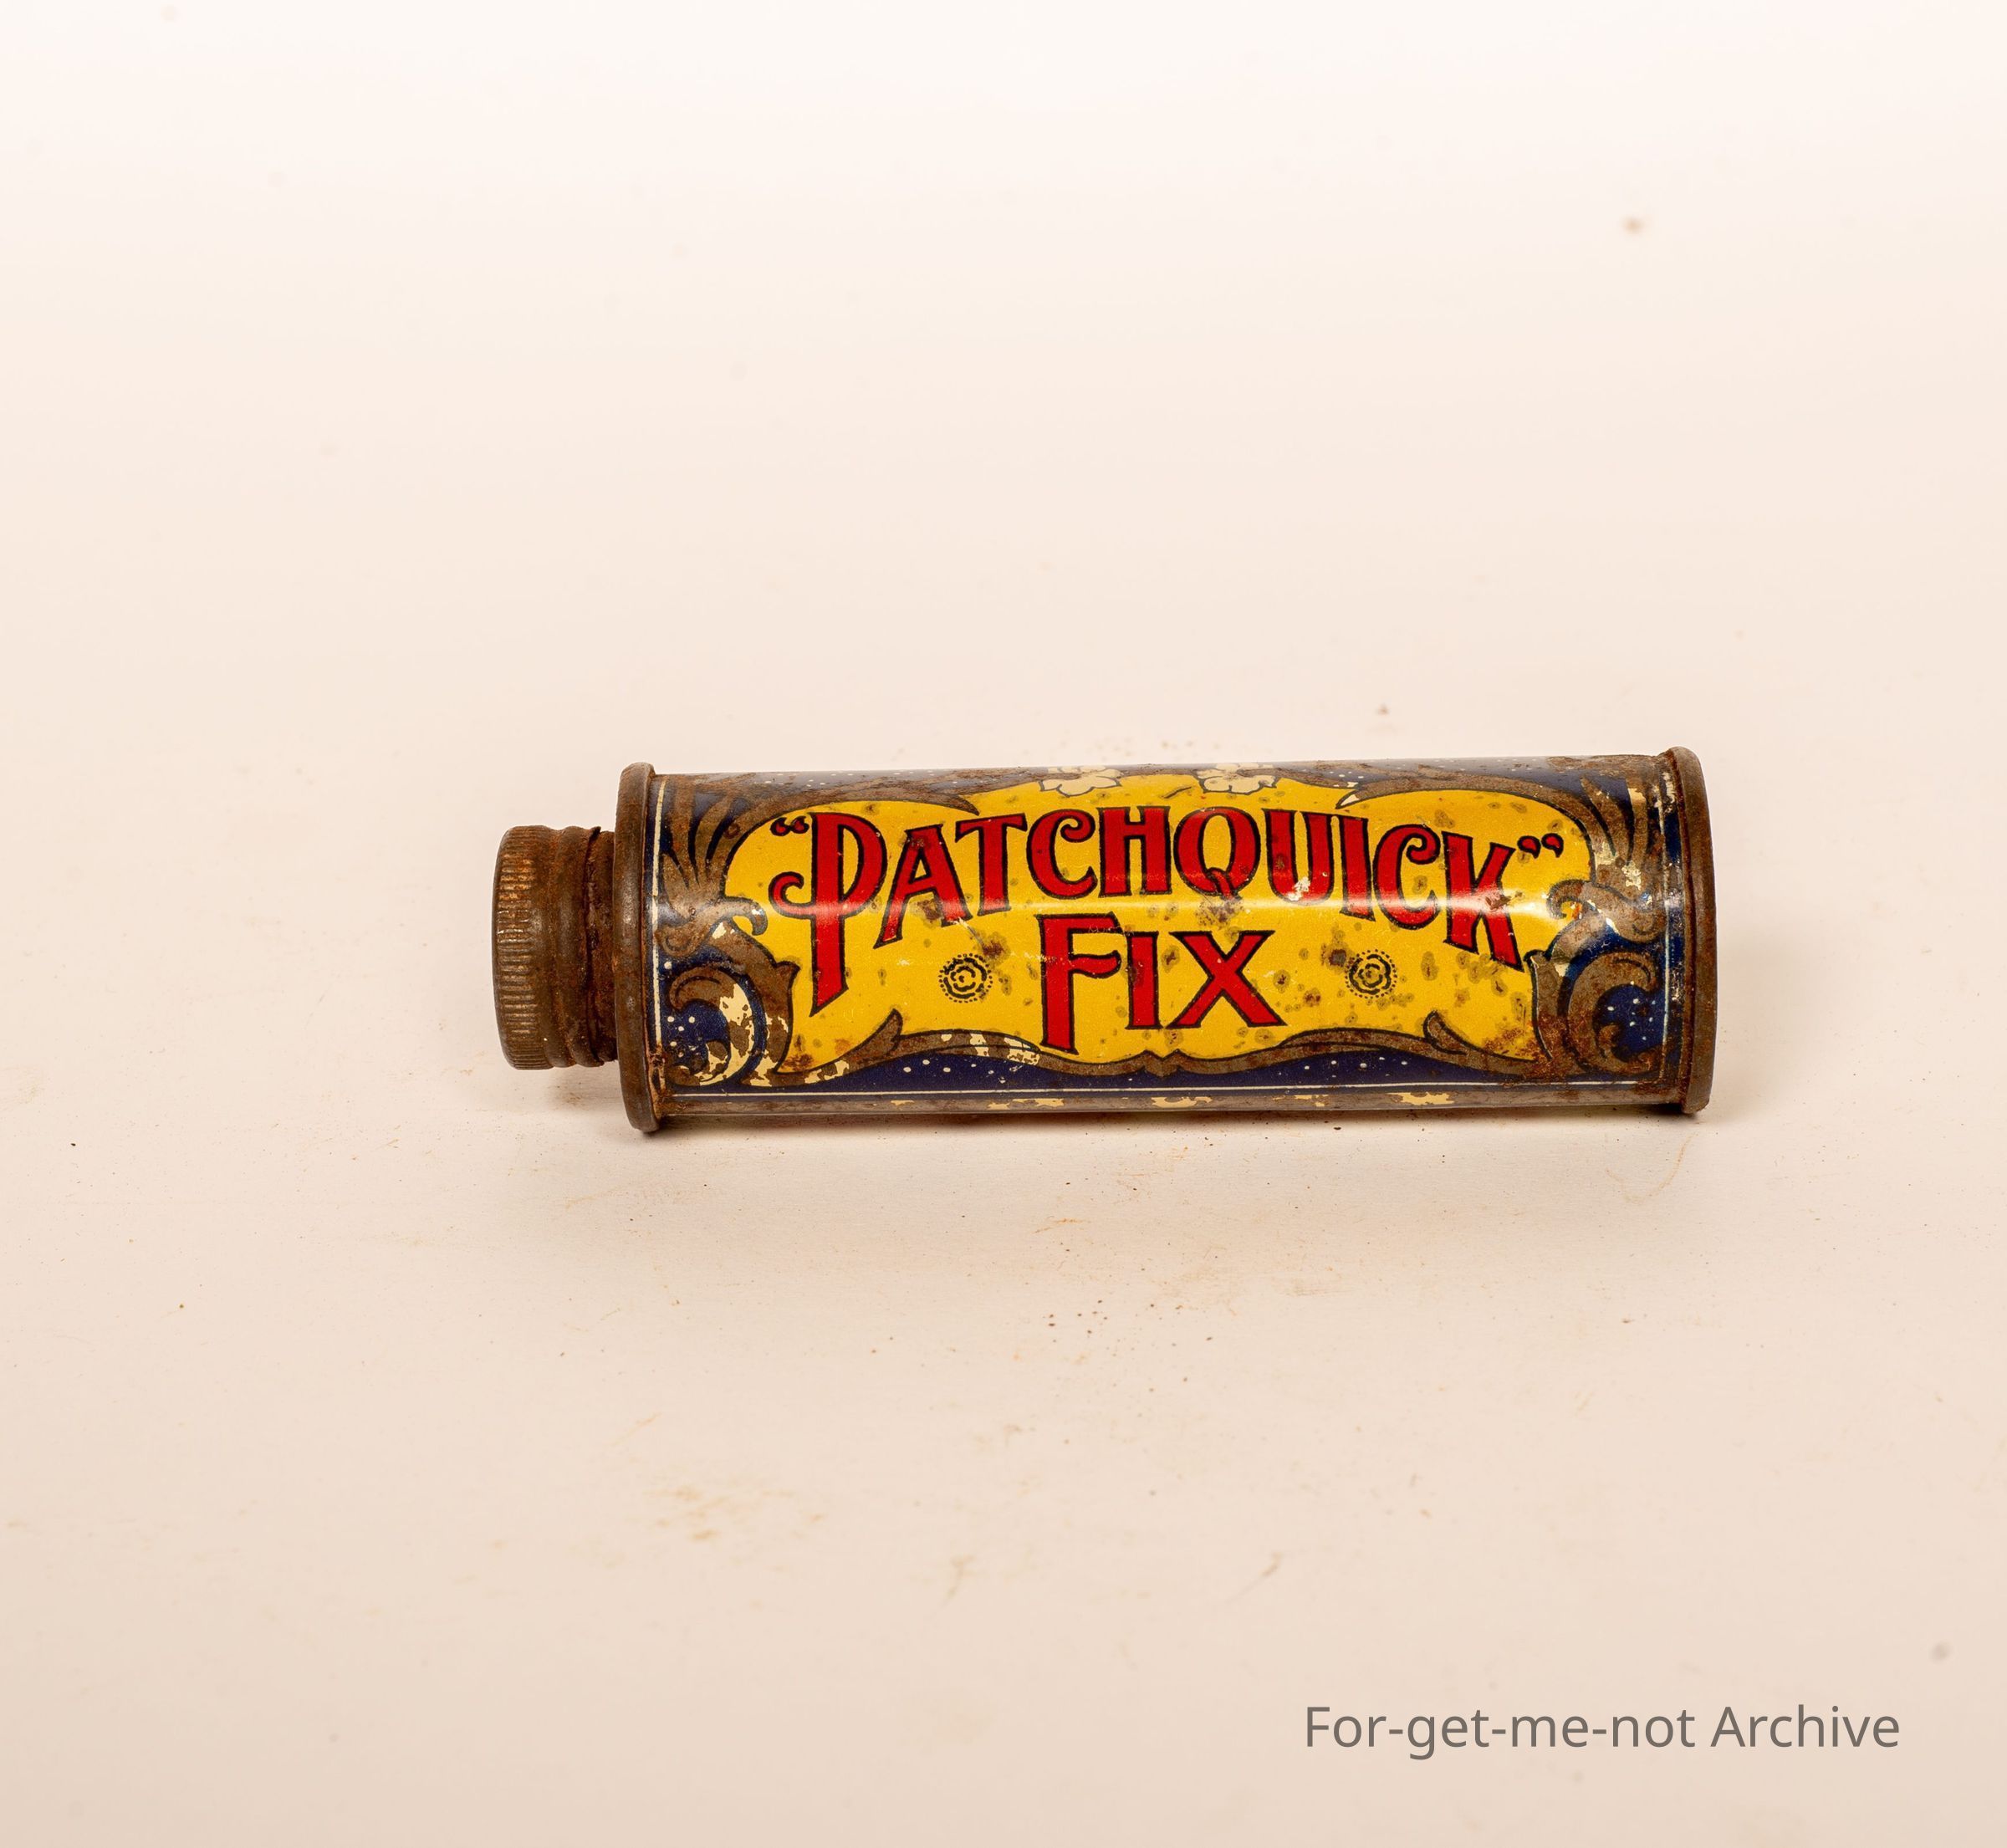 “PATCHQUICK”
FIX
For-get-me-not Archive